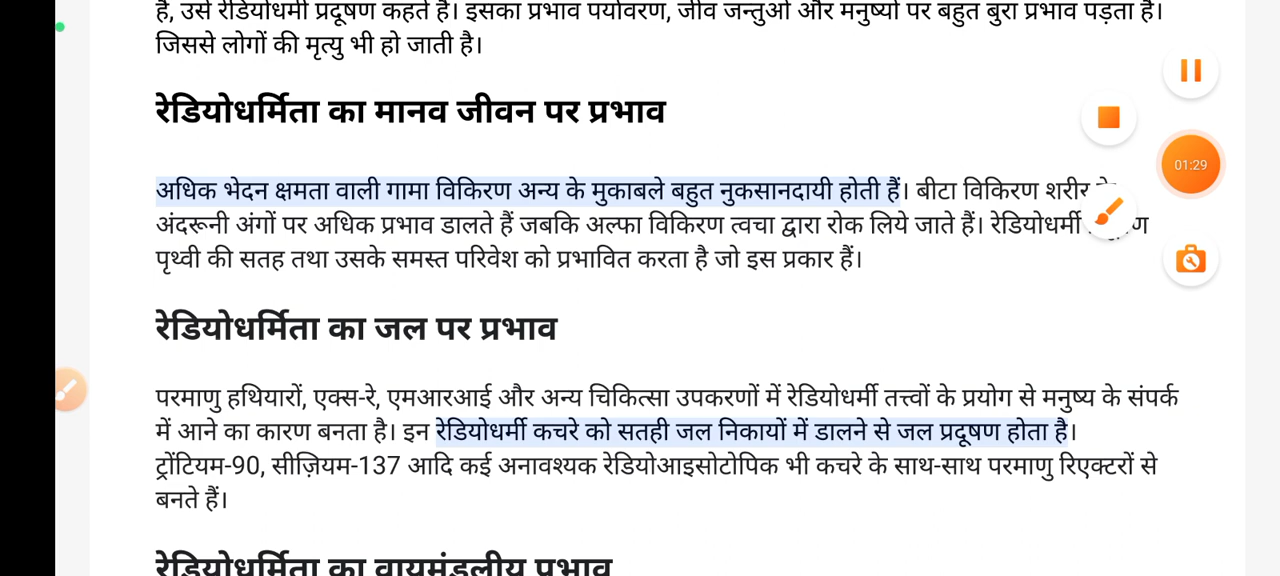 है, उसे रेडियोधर्मी प्रदूषण कहते हैं। इसका प्रभाव पर्यावरण, जीव जन्तुओं और मनुष्यों पर बहुत बुरा प्रभाव पड़ता है।
जिससे लोगों की मृत्यु भी हो जाती है।
रेडियोधर्मिता का मानव जीवन पर प्रभाव
01:29
अधिक भेदन क्षमता वाली गामा विकिरण अन्य के मुकाबले बहुत नुकसानदायी होती हैं। बीटा विकिरण शरीर
अंदरूनी अंगों पर अधिक प्रभाव डालते हैं जबकि अल्फा विकिरण त्वचा द्वारा रोक लिये जाते हैं। रेडियोधर्मी
पृथ्वी की सतह तथा उसके समस्त परिवेश को प्रभावित करता है जो इस प्रकार हैं।
रेडियोधर्मिता का जल पर प्रभाव
परमाणु हथियारों, एक्स-रे, एमआरआई और अन्य चिकित्सा उपकरणों में रेडियोधर्मी तत्त्वों के प्रयोग से मनुष्य के संपर्क
में आने का कारण बनता है। इन रेडियोधर्मी कचरे को सतही जल निकायों में डालने से जल प्रदूषण होता है।
ट्रोंटियम-90, सीज़ियम-137 आदि कई अनावश्यक रेडियोआइसोटोपिक भी कचरे के साथ-साथ परमाणु रिएक्टरों से
बनते हैं।
रेडियोधर्मिता का वायुमंडलीय प्रभाव